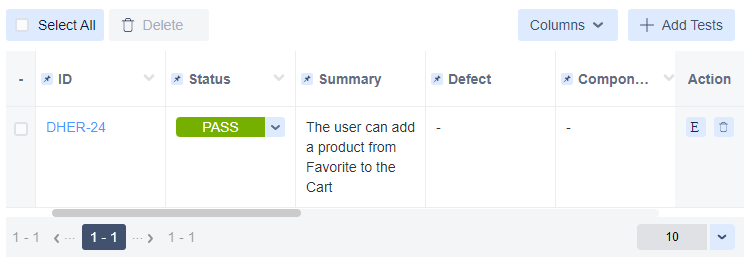 Select All Delete Columns Add Tests
- ID Status Summary Defect Compon... Action
DHER-24 PASS The user can add - - E
a product from
Favorite to the
Cart
1 - 1 ... 1 - 1 ... 1 - 1 10